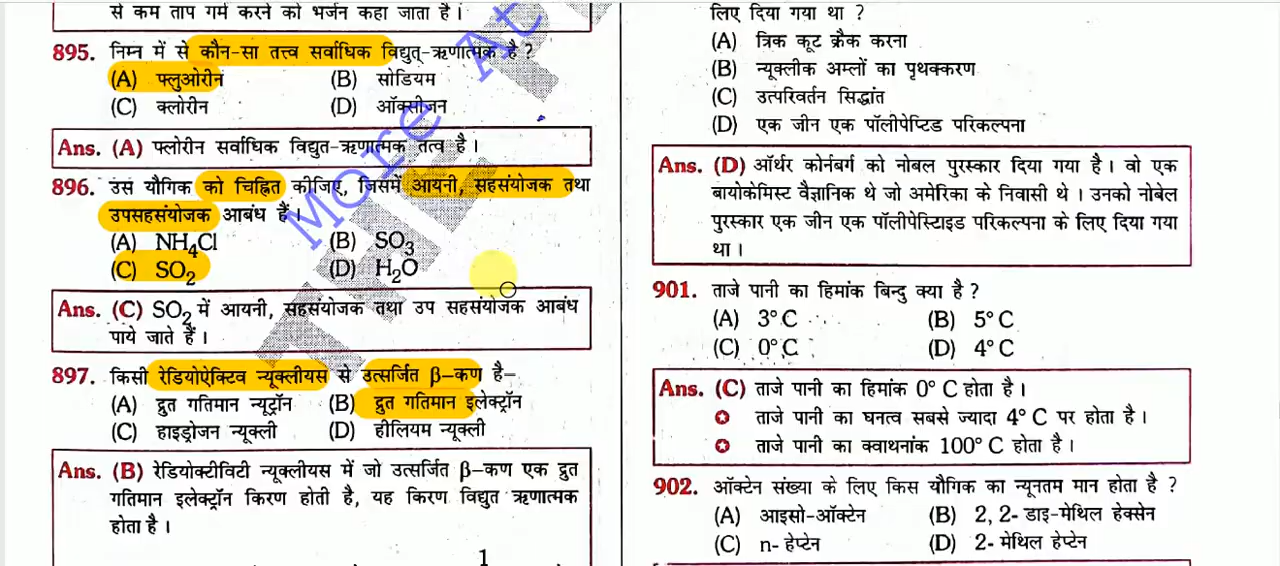 से कम ताप गर्म करने को भर्जन कहा जाता है।
895. निम्न में से कौन-सा तत्त्व सर्वाधिक विद्युत्-ऋणात्मक है ?
(A) फ्लुओरीन (B) सोडियम
(C) क्लोरीन (D) ऑक्सीजन
Ans. (A) फ्लोरीन सर्वाधिक विद्युत-ऋणात्मक तत्व है।
896. उस यौगिक को चिह्नित कीजिए, जिसमें आयनी, सहसंयोजक तथा
उपसहसंयोजक आबंध हैं।
(A) NH4Cl (B) SO3
(C) SO2 (D) H2O
Ans. (C) SO2 में आयनी, सहसंयोजक तथा उप सहसंयोजक आबंध
पाये जाते हैं।
897. किसी रेडियोऐक्टिव न्यूक्लीयस से उत्सर्जित β–कण है–
(A) द्रुत गतिमान न्यूट्रॉन (B) द्रुत गतिमान इलेक्ट्रॉन
(C) हाइड्रोजन न्यूक्ली (D) हीलियम न्यूक्ली
Ans. (B) रेडियोक्टीविटी न्यूक्लीयस में जो उत्सर्जित β–कण एक द्रुत
गतिमान इलेक्ट्रॉन किरण होती है, यह किरण विद्युत ऋणात्मक
होता है।
1
लिए दिया गया था ?
(A) त्रिक कूट क्रैक करना
(B) न्यूक्लीक अम्लों का पृथक्करण
(C) उत्परिवर्तन सिद्धांत
(D) एक जीन एक पॉलीपेप्टिड परिकल्पना
Ans. (D) ऑर्थर कोर्नबर्ग को नोबल पुरस्कार दिया गया है। वो एक
बायोकेमिस्ट वैज्ञानिक थे जो अमेरिका के निवासी थे। उनको नोबेल
पुरस्कार एक जीन एक पॉलीपेस्टिाइड परिकल्पना के लिए दिया गया
था।
901. ताजे पानी का हिमांक बिन्दु क्या है ?
(A) 3° C (B) 5° C
(C) 0° C (D) 4° C
Ans. (C) ताजे पानी का हिमांक 0° C होता है।
ताजे पानी का घनत्व सबसे ज्यादा 4° C पर होता है।
ताजे पानी का क्वाथनांक 100° C होता है।
902. ऑक्टेन संख्या के लिए किस यौगिक का न्यूनतम मान होता है ?
(A) आइसो-ऑक्टेन (B) 2, 2- डाइ-मेथिल हेक्सेन
(C) n- हेप्टेन (D) 2- मेथिल हेप्टेन
More At